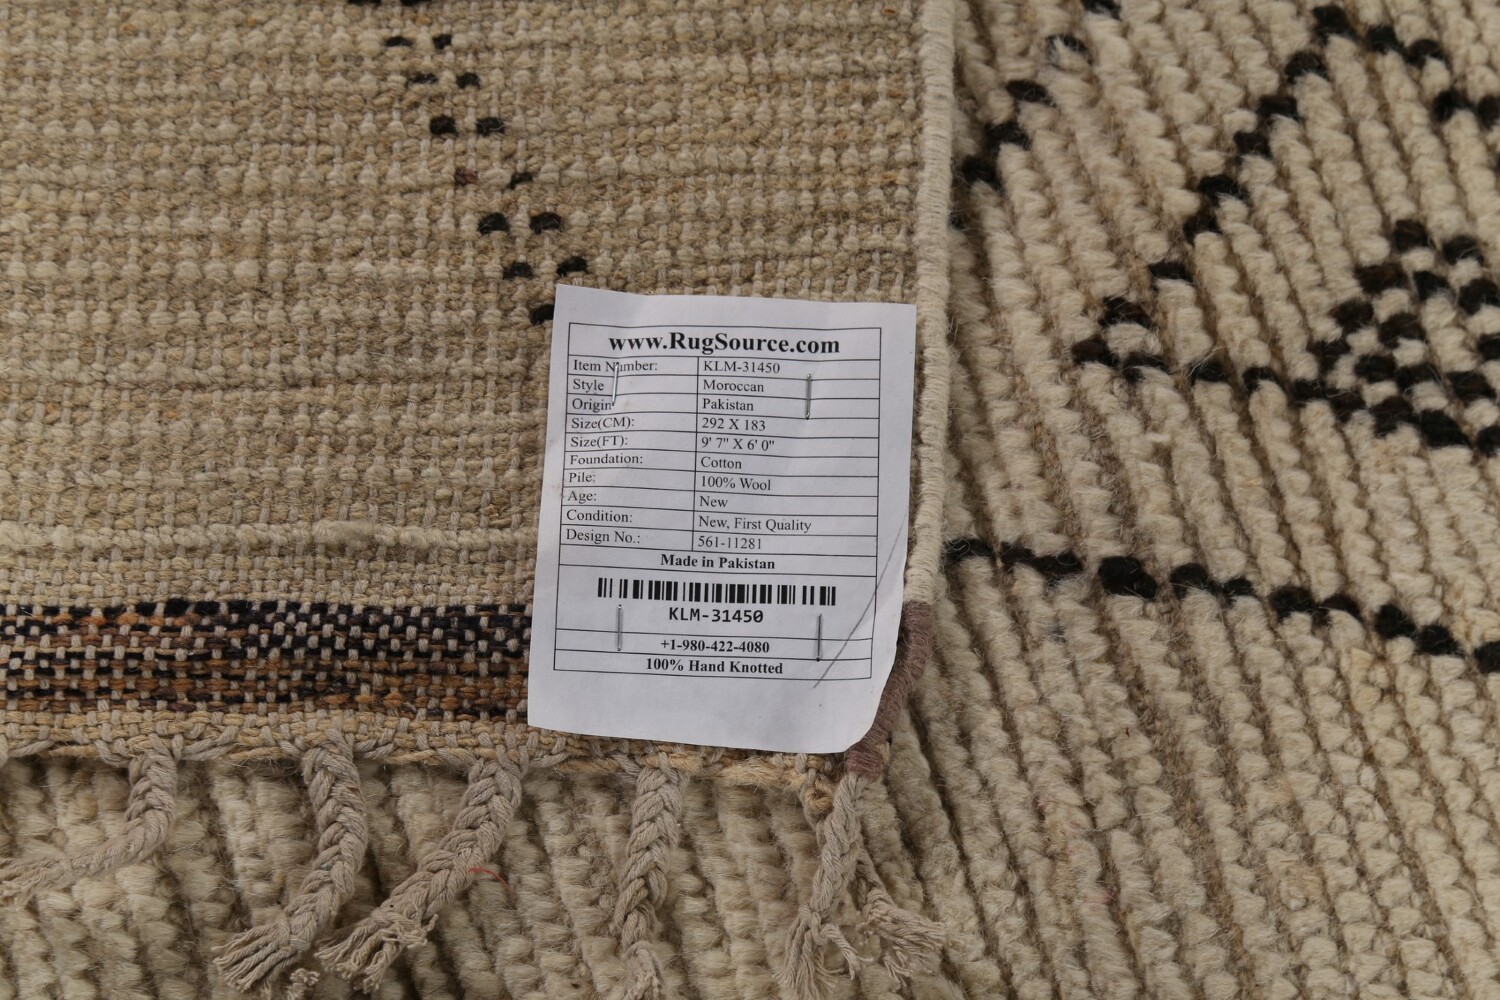 www.RugSource.com
Item Number: KLM-31450
Style Moroccan
Origin Pakistan
Size(CM): 292 X 183
Size(FT): 9' 7" X 6' 0"
Foundation: Cotton
Pile: 100% Wool
Age: New
Condition: New, First Quality
Design No.: 561-11281
Made in Pakistan
KLM-31450
+1-980-422-4080
100% Hand Knotted